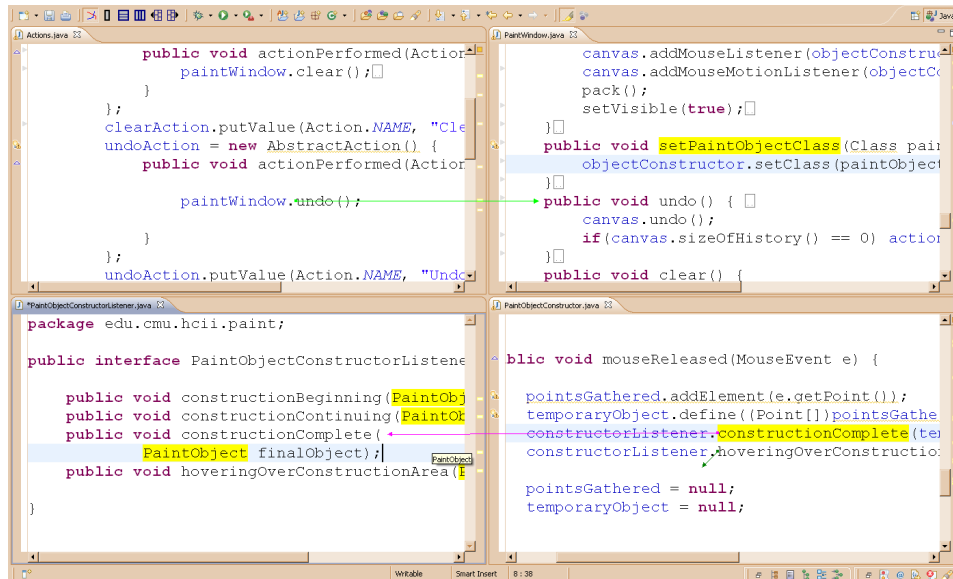 Java
Actions.java
public void actionPerformed(Action
paintWindow.clear();
}
};
clearAction.putValue(Action.NAME, "Cle
undoAction = new AbstractAction() {
public void actionPerformed(Action
paintWindow.undo();
}
};
undoAction.putValue(Action.NAME, "Undo
PaintWindow.java
canvas.addMouseListener(objectConstru
canvas.addMouseMotionListener(objectCo
pack();
setVisible(true);
}
public void setPaintObjectClass(Class pain
objectConstructor.setClass(paintObject
}
public void undo() {
canvas.undo();
if(canvas.sizeOfHistory() == 0) action
}
public void clear() {
*PaintObjectConstructorListener.java
package edu.cmu.hcii.paint;
public interface PaintObjectConstructorListene
public void constructionBeginning(PaintObj
public void constructionContinuing(PaintOb
public void constructionComplete(
PaintObject finalObject);
PaintObject
public void hoveringOverConstructionArea(P
}
PaintObjectConstructor.java
blic void mouseReleased(MouseEvent e) {
pointsGathered.addElement(e.getPoint());
temporaryObject.define((Point[])pointsGathe
constructorListener.constructionComplete(te
constructorListener.hoveringOverConstruction
pointsGathered = null;
temporaryObject = null;
Writable Smart Insert 8 : 38